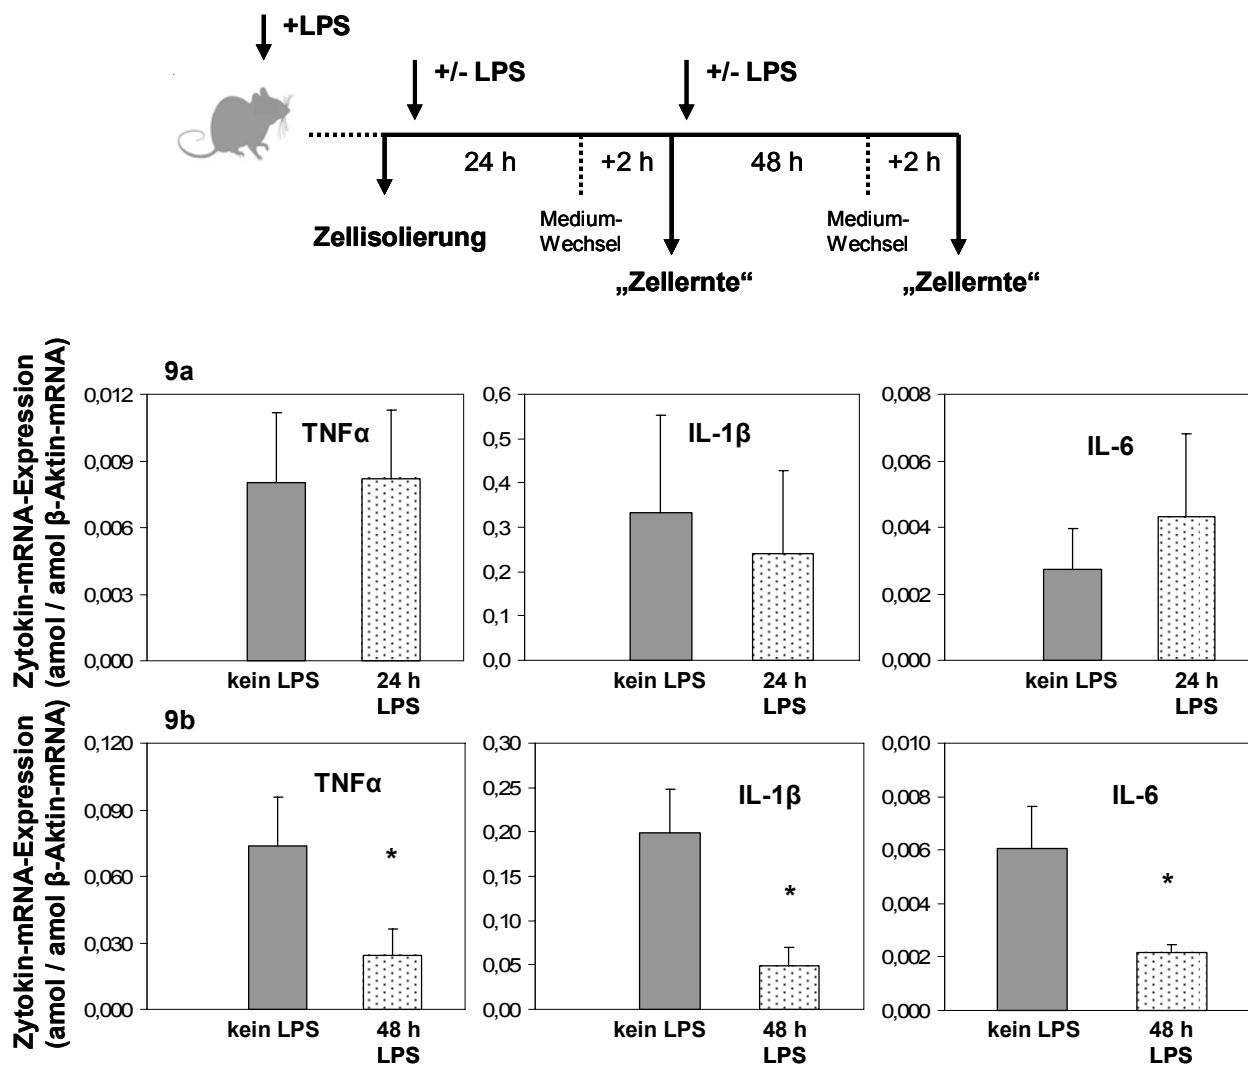 +LPS
+/- LPS
+/- LPS
24 h
+2 h
48 h
+2 h
Medium-
Wechsel
Medium-
Wechsel
Zellisolierung
„Zellernte“
„Zellernte“
Zytokin-mRNA-Expression
(amol / amol β-Aktin-mRNA)
9a
0,012
0,009
0,006
0,003
0,000
TNFα
kein LPS
24 h
LPS
0,6
0,5
0,4
0,3
0,2
0,1
0,0
IL-1β
kein LPS
24 h
LPS
0,008
0,006
0,004
0,002
0,000
IL-6
kein LPS
24 h
LPS
Zytokin-mRNA-Expression
(amol / amol β-Aktin-mRNA)
9b
0,120
0,090
0,060
0,030
0,000
TNFα
*
kein LPS
48 h
LPS
0,30
0,25
0,20
0,15
0,10
0,05
0,00
IL-1β
*
kein LPS
48 h
LPS
0,010
0,008
0,006
0,004
0,002
0,000
IL-6
*
kein LPS
48 h
LPS